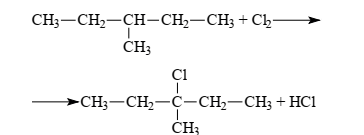 CH3—CH2—CH—CH2—CH3 + Cl2 ⟶
CH3
Cl
⟶ CH3—CH2—C—CH2—CH3 + HCl
CH3